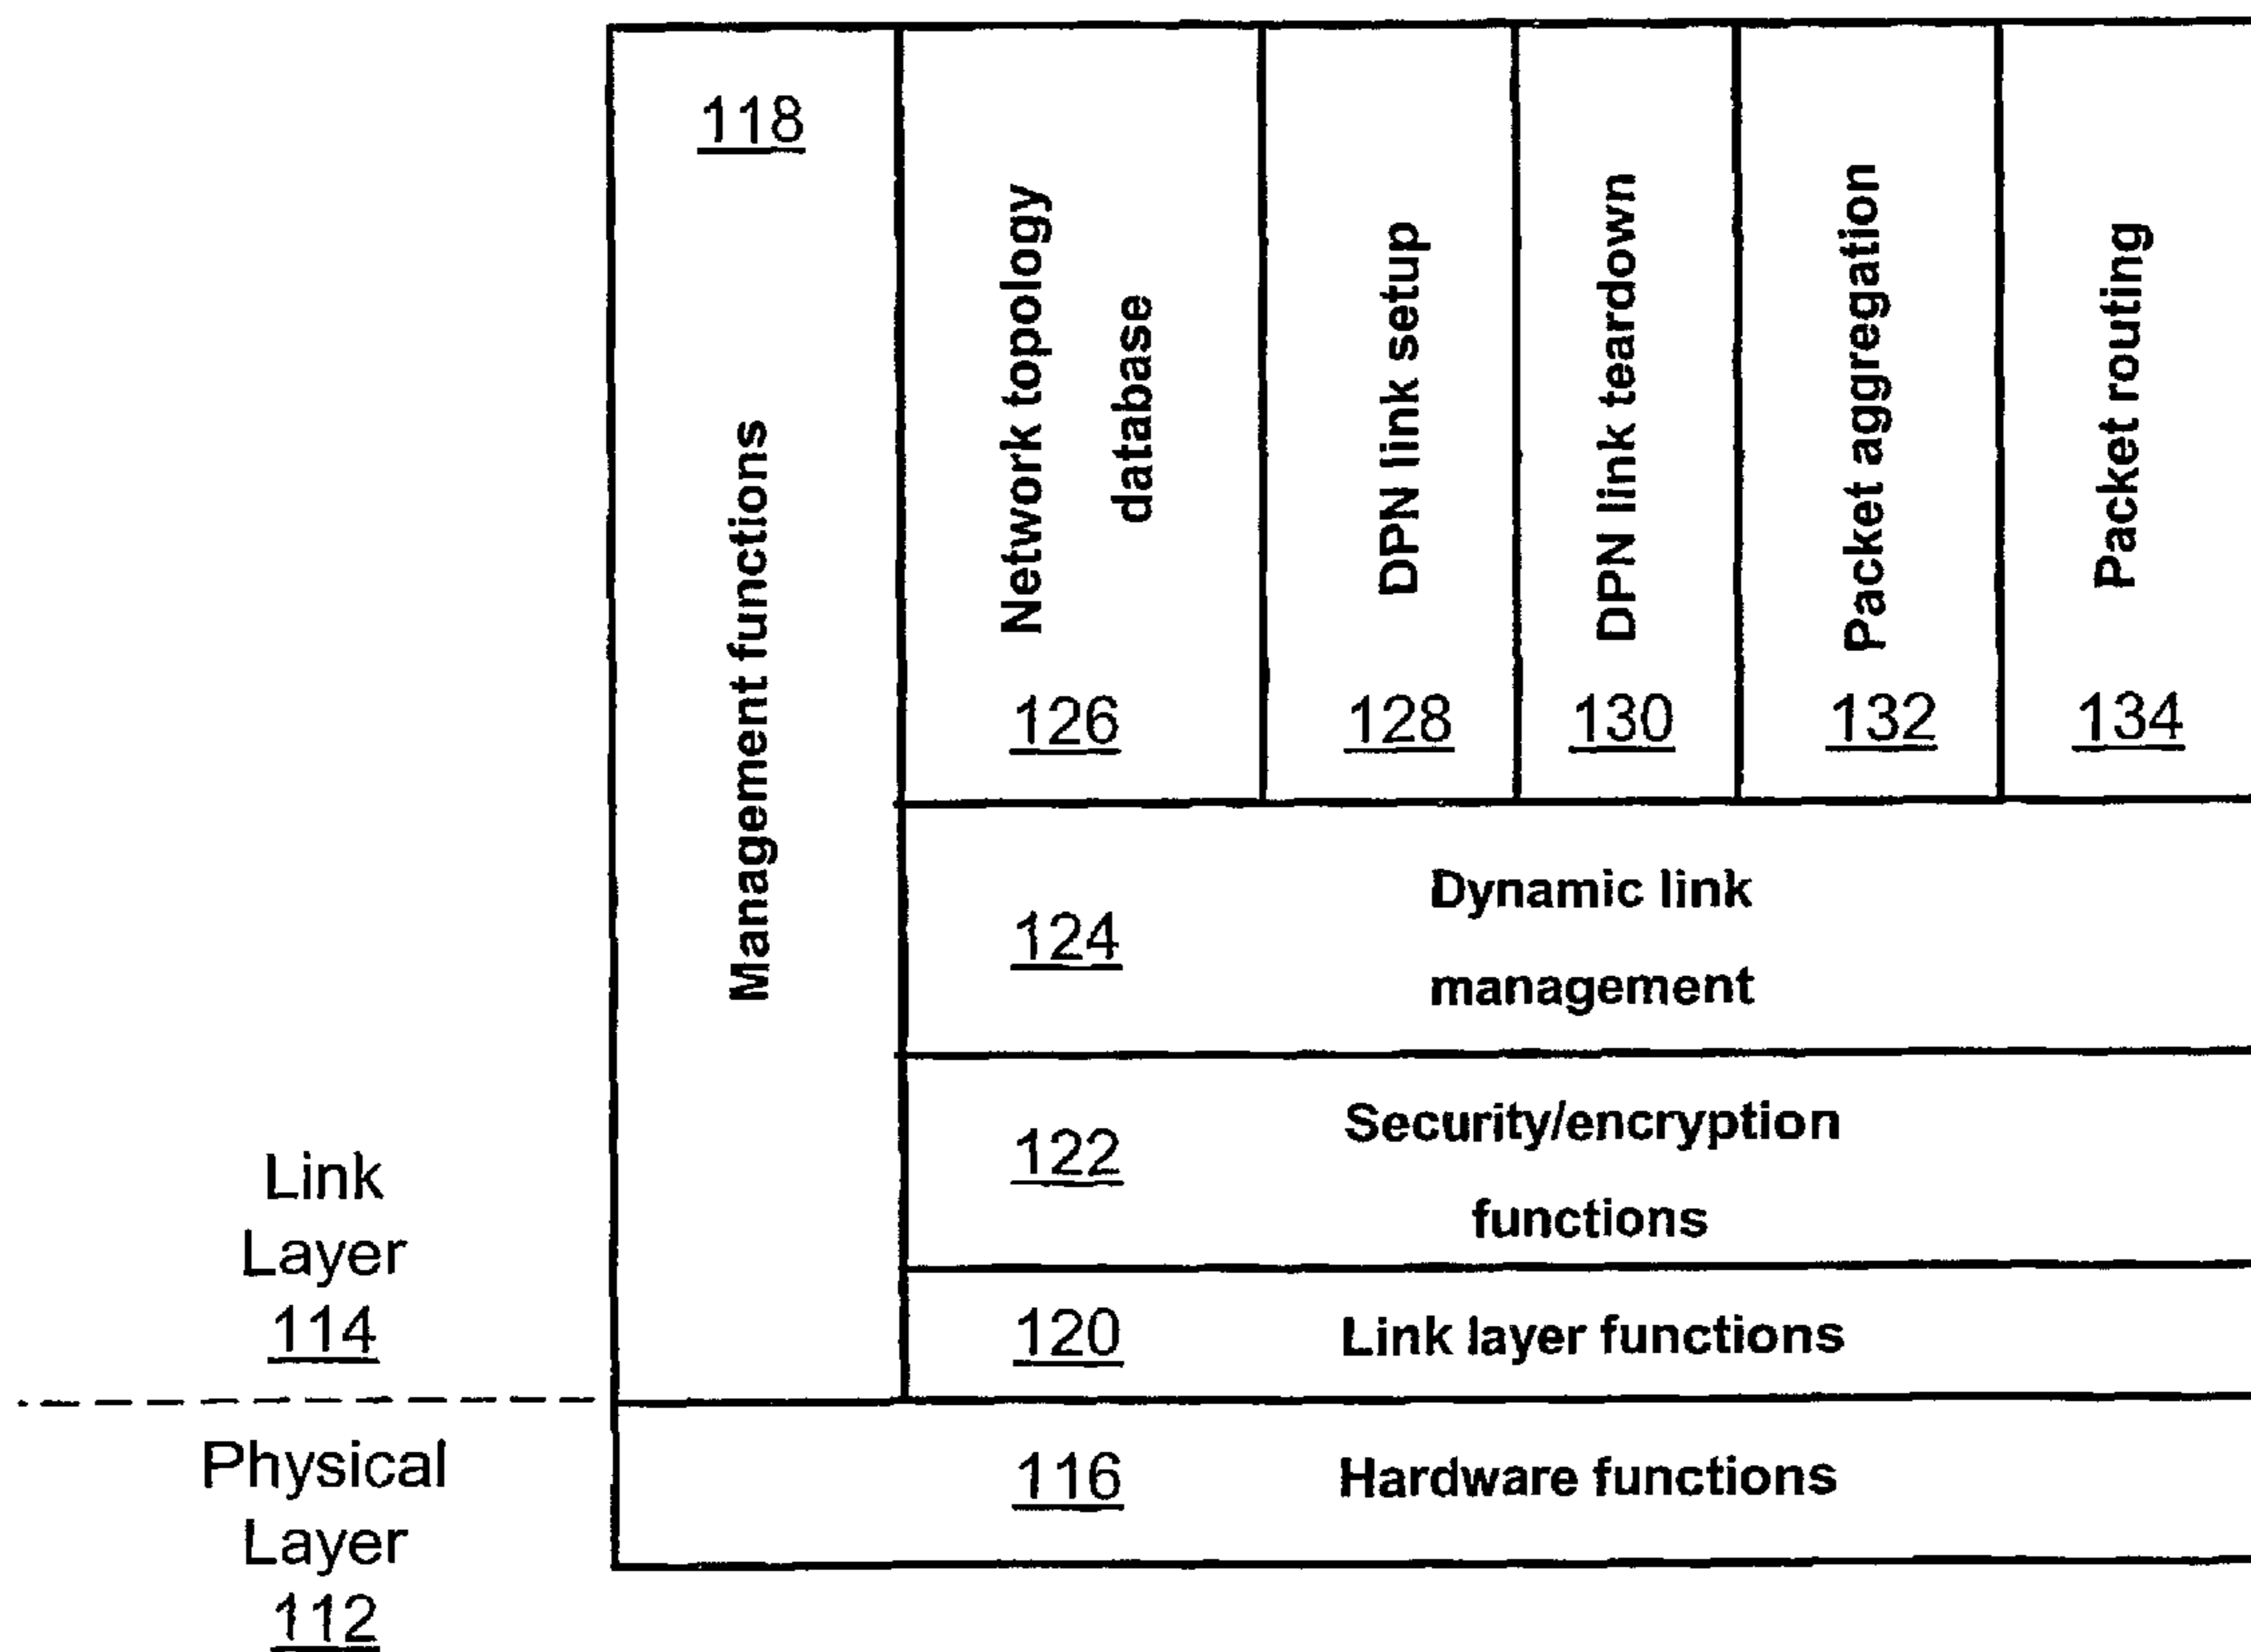 118
Management functions
Network topology
database
126
DPN link setup
128
DPN link teardown
130
Packet aggregation
132
Packet routing
134
124
Dynamic link
management
122
Security/encryption
functions
120
Link layer functions
116
Hardware functions
Link
Layer
114
Physical
Layer
112